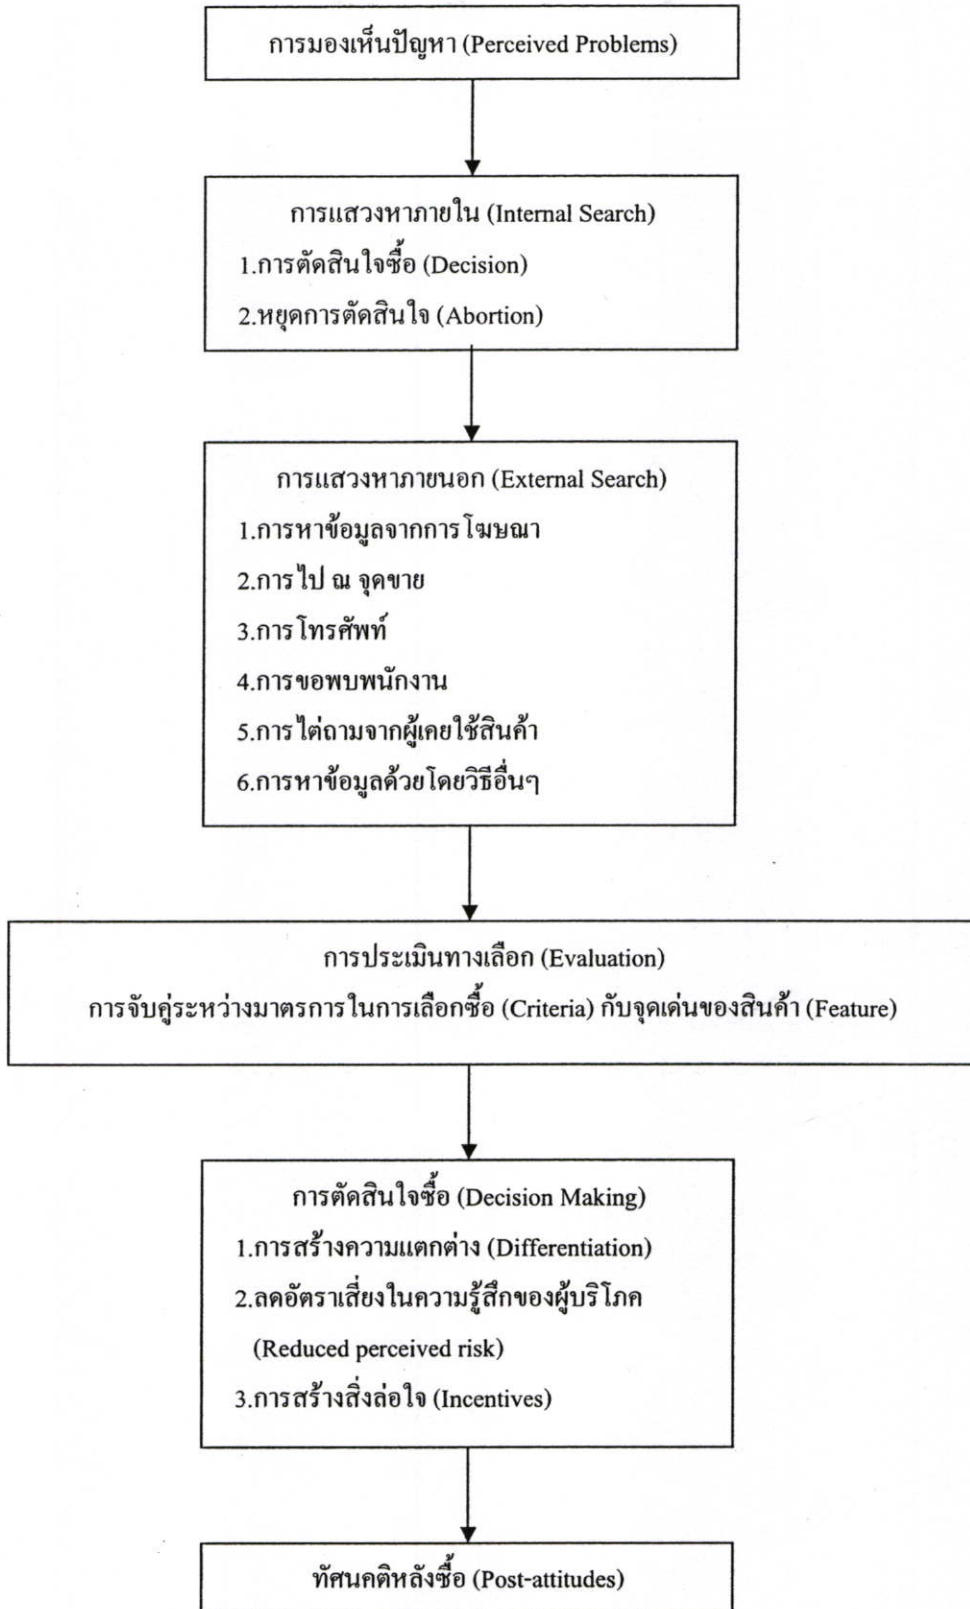 การมองเห็นปัญหา (Perceived Problems)
การแสวงหาภายใน (Internal Search)
1.การตัดสินใจซื้อ (Decision)
2.หยุดการตัดสินใจ (Abortion)
การแสวงหาภายนอก (External Search)
1.การหาข้อมูลจากการโฆษณา
2.การไป ณ จุดขาย
3.การโทรศัพท์
4.การขอพบพนักงาน
5.การไต่ถามจากผู้เคยใช้สินค้า
6.การหาข้อมูลด้วยโดยวิธีอื่นๆ
การประเมินทางเลือก (Evaluation)
การจับคู่ระหว่างมาตรการในการเลือกซื้อ (Criteria) กับจุดเด่นของสินค้า (Feature)
การตัดสินใจซื้อ (Decision Making)
1.การสร้างความแตกต่าง (Differentiation)
2.ลดอัตราเสี่ยงในความรู้สึกของผู้บริโภค
(Reduced perceived risk)
3.การสร้างสิ่งล่อใจ (Incentives)
ทัศนคติหลังซื้อ (Post-attitudes)